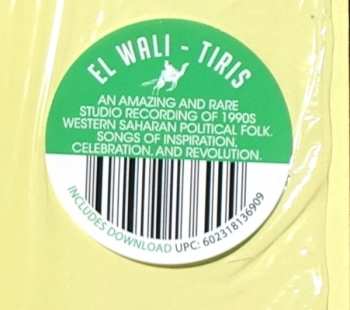 EL WALI - TIRIS
AN AMAZING AND RARE
STUDIO RECORDING OF 1990S
WESTERN SAHARAN POLITICAL FOLK.
SONGS OF INSPIRATION,
CELEBRATION, AND REVOLUTION.
INCLUDES DOWNLOAD UPC: 602318136909